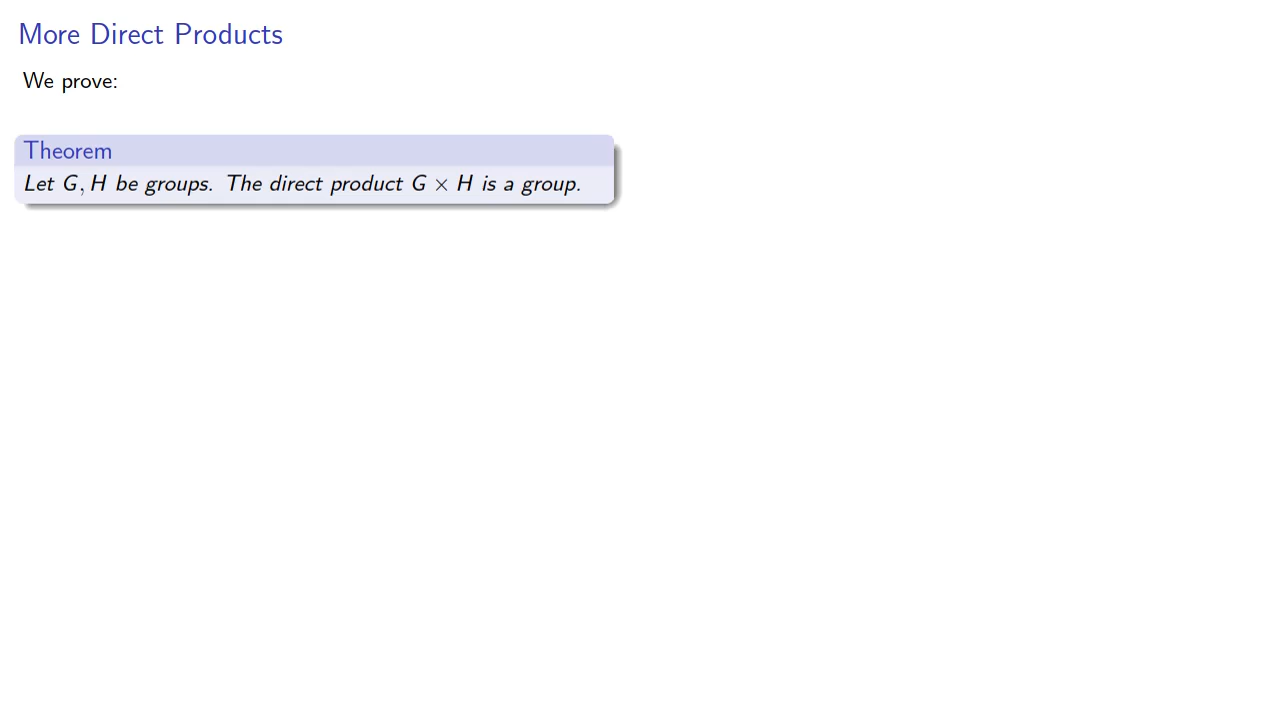 More Direct Products
We prove:
Theorem
Let G, H be groups. The direct product G × H is a group.